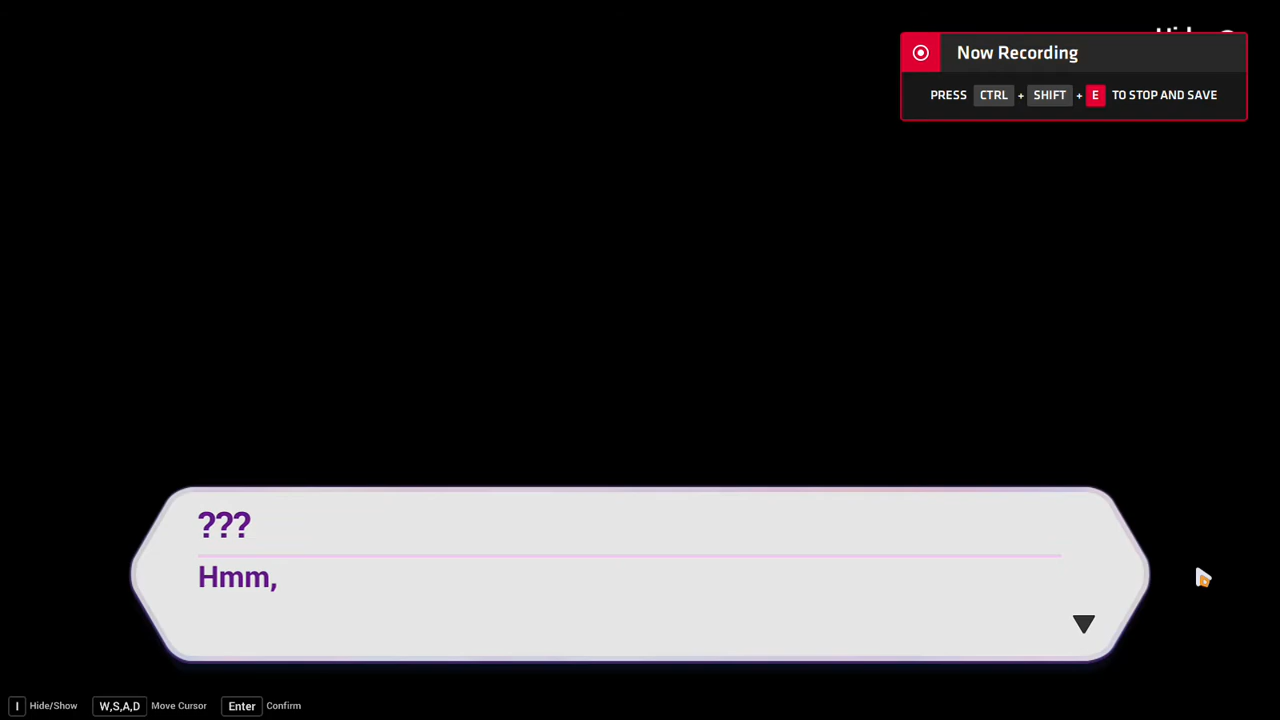 Now Recording
PRESS CTRL + SHIFT + E TO STOP AND SAVE
???
Hmm,
I Hide/Show W,S,A,D Move Cursor Enter Confirm